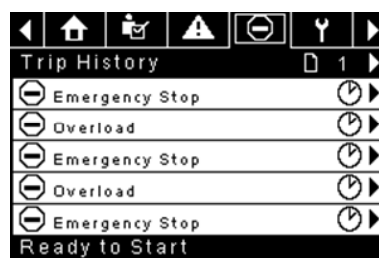 Trip History 1
Emergency Stop
Overload
Emergency Stop
Overload
Emergency Stop
Ready to Start